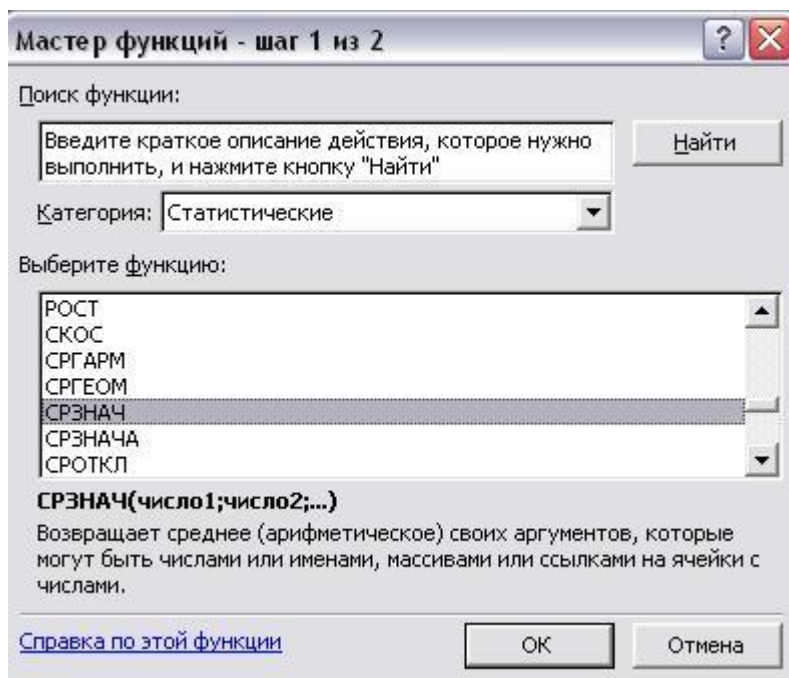 Мастер функций - шаг 1 из 2
Поиск функции:
Введите краткое описание действия, которое нужно
выполнить, и нажмите кнопку "Найти"
Найти
Категория: Статистические
Выберите функцию:
РОСТ
СКОС
СРГАРМ
СРГЕОМ
СРЗНАЧ
СРЗНАЧА
СРОТКЛ
СРЗНАЧ(число1;число2;...)
Возвращает среднее (арифметическое) своих аргументов, которые
могут быть числами или именами, массивами или ссылками на ячейки с
числами.
Справка по этой функции
ОК
Отмена